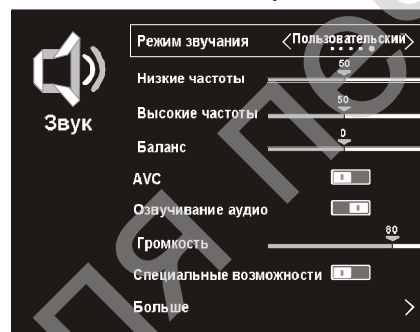 Режим звучания <Пользовательский>
50
Низкие частоты
50
Высокие частоты
Звук
0
Баланс
AVC
Озвучивание аудио
80
Громкость
Специальные возможности
Больше >